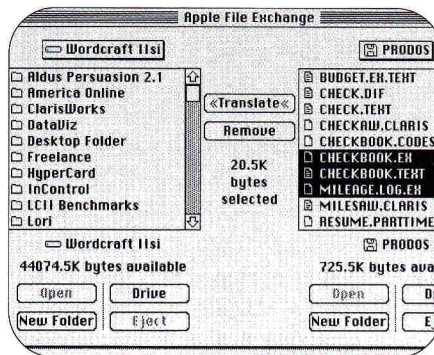 Apple File Exchange
Wordcraft IIsi
Aldus Persuasion 2.1
America Online
ClarisWorks
DataViz
Desktop Folder
Freelance
HyperCard
InControl
LCII Benchmarks
Lori
Wordcraft IIsi
44074.5K bytes available
Open
Drive
New Folder
Eject
«Translate«
Remove
20.5K
bytes
selected
PRODOS
BUDGET.EX.TEXT
CHECK.DIF
CHECK.TEXT
CHECKAW.CLARIS
CHECKBOOK.CODES
CHECKBOOK.EX
CHECKBOOK.TEXT
MILEAGE.LOG.EX
MILESAW.CLARIS
RESUME.PARTTIME
PRODOS
725.5K bytes ava
Open
D
New Folder
E